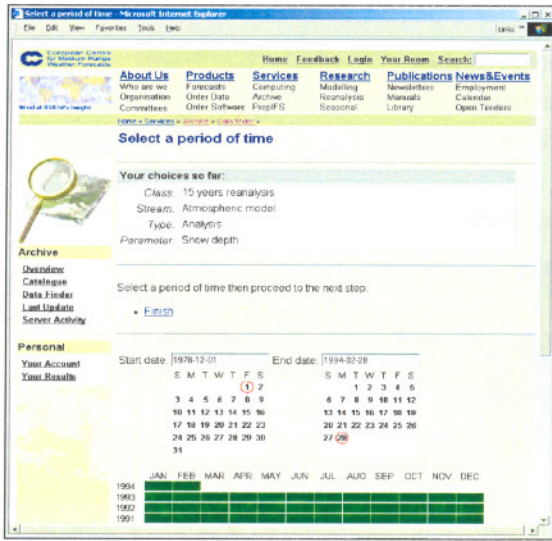 Select a period of time - Microsoft Internet Explorer
File Edit View Favorites Tools Help
Links »
European Centre
for Medium-Range
Weather Forecasts
Home Feedback Login Your Room Search:
About Us Products Services Research Publications News&Events
Who are we Forecasts Computing Modelling Newsletters Employment
Organisation Order Data Archive Reanalysis Manuals Calendar
Committees Order Software PrepIFS Seasonal Library Open Tenders
Home > Services > Archive > Data finder >
Select a period of time
Your choices so far:
Class: 15 years reanalysis
Stream: Atmospheric model
Type: Analysis
Parameter: Snow depth
Archive
Overview
Catalogue
Data Finder
Last Update
Server Activity
Select a period of time then proceed to the next step.
• Finish
Personal
Your Account
Your Results
Start date: 1978-12-01 End date: 1994-02-28
S M T W T F S S M T W T F S
1 2 1 2 3 4 5
3 4 5 6 7 8 9 6 7 8 9 10 11 12
10 11 12 13 14 15 16 13 14 15 16 17 18 19
17 18 19 20 21 22 23 20 21 22 23 24 25 26
24 25 26 27 28 29 30 27 28
31
JAN FEB MAR APR MAY JUN JUL AUG SEP OCT NOV DEC
1994
1993
1992
1991